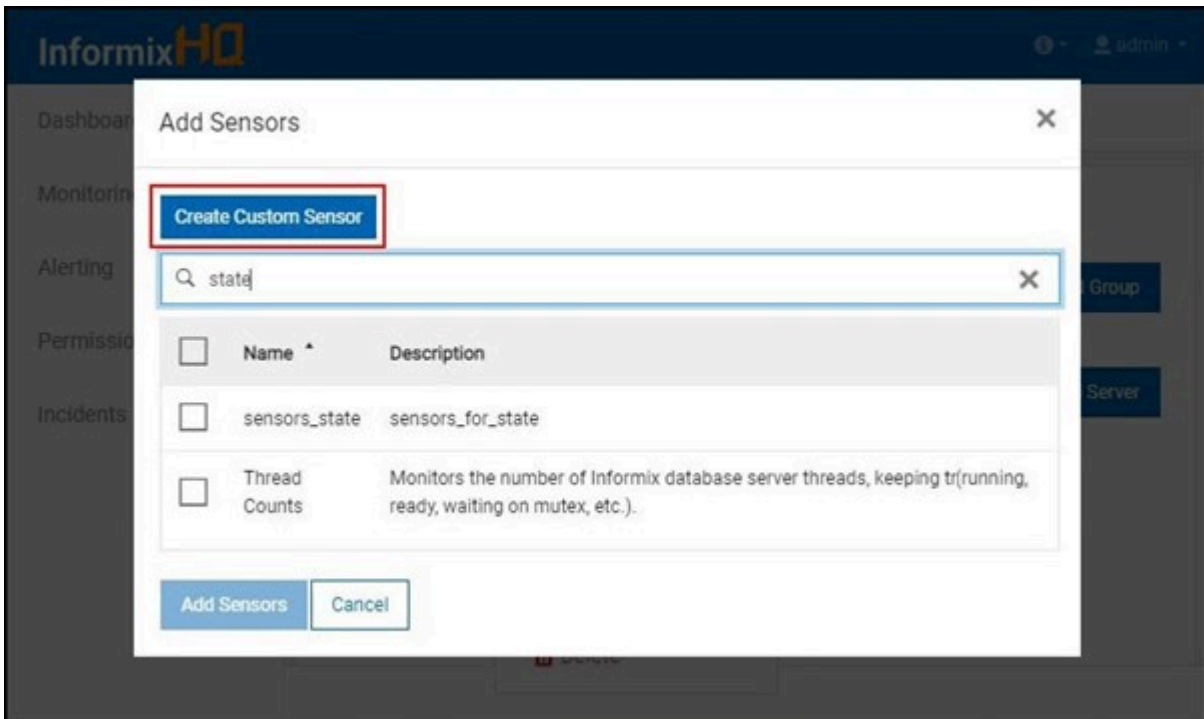 InformixHQ
admin
Dashboar
Add Sensors
Monitorin
Create Custom Sensor
Alerting
state
Group
Permissio
Name
Description
Server
Incidents
sensors_state
sensors_for_state
Thread
Counts
Monitors the number of Informix database server threads, keeping tr(running,
ready, waiting on mutex, etc.).
Add Sensors
Cancel
Delete